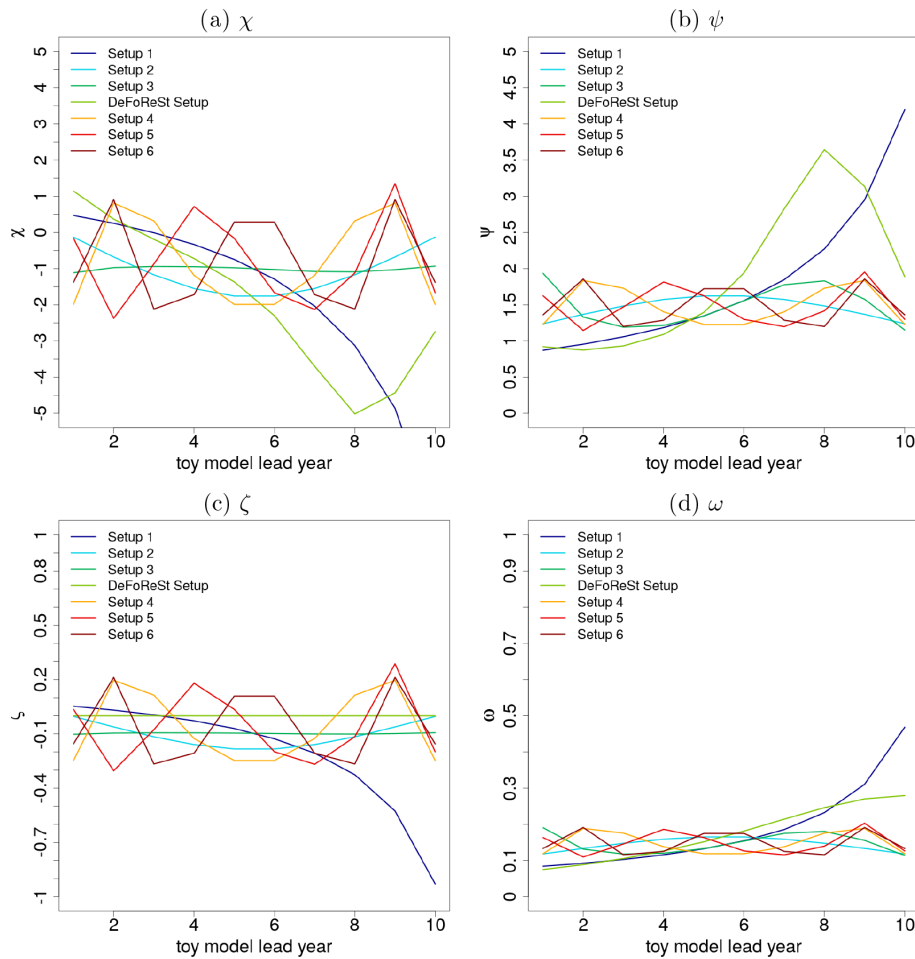 (a) χ
5
4
3
2
1
0
-1
-2
-3
-4
-5
χ
Setup 1
Setup 2
Setup 3
DeFoReSt Setup
Setup 4
Setup 5
Setup 6
2
4
6
8
10
toy model lead year
(b) ψ
5
4.5
4
3.5
3
2.5
2
1.5
1
0.5
0
ψ
Setup 1
Setup 2
Setup 3
DeFoReSt Setup
Setup 4
Setup 5
Setup 6
2
4
6
8
10
toy model lead year
(c) ζ
1
0.8
0.5
0.2
-0.1
-0.4
-0.7
-1
ζ
Setup 1
Setup 2
Setup 3
DeFoReSt Setup
Setup 4
Setup 5
Setup 6
2
4
6
8
10
toy model lead year
(d) ω
1
0.9
0.7
0.5
0.3
0.1
0
ω
Setup 1
Setup 2
Setup 3
DeFoReSt Setup
Setup 4
Setup 5
Setup 6
2
4
6
8
10
toy model lead year